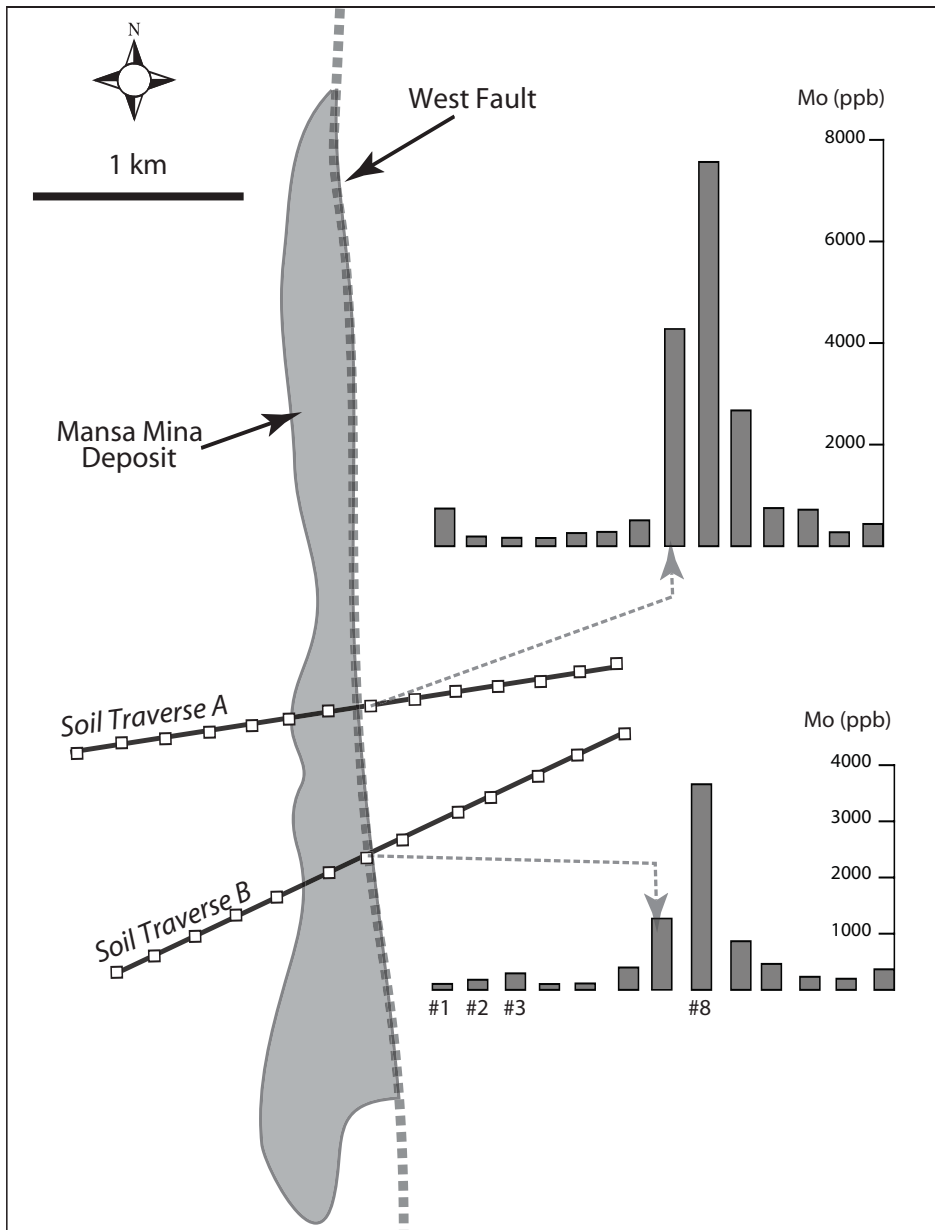 N
1 km
West Fault
Mansa Mina
Deposit
Mo (ppb)
8000
6000
4000
2000
Soil Traverse A
Soil Traverse B
Mo (ppb)
4000
3000
2000
1000
#1
#2
#3
#8